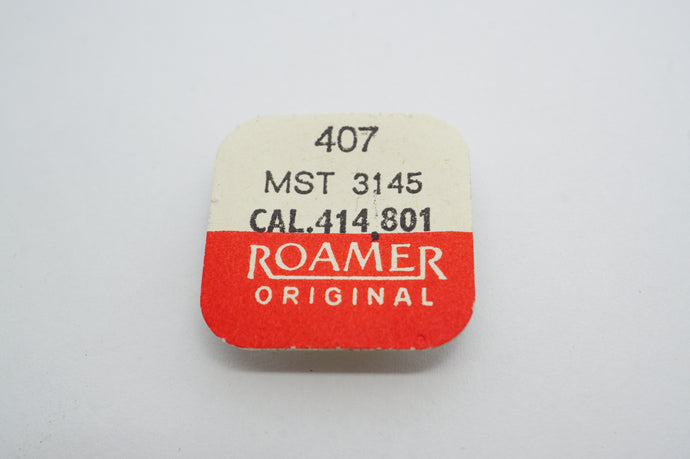 407
MST 3145
CAL.414,801
ROAMER
ORIGINAL